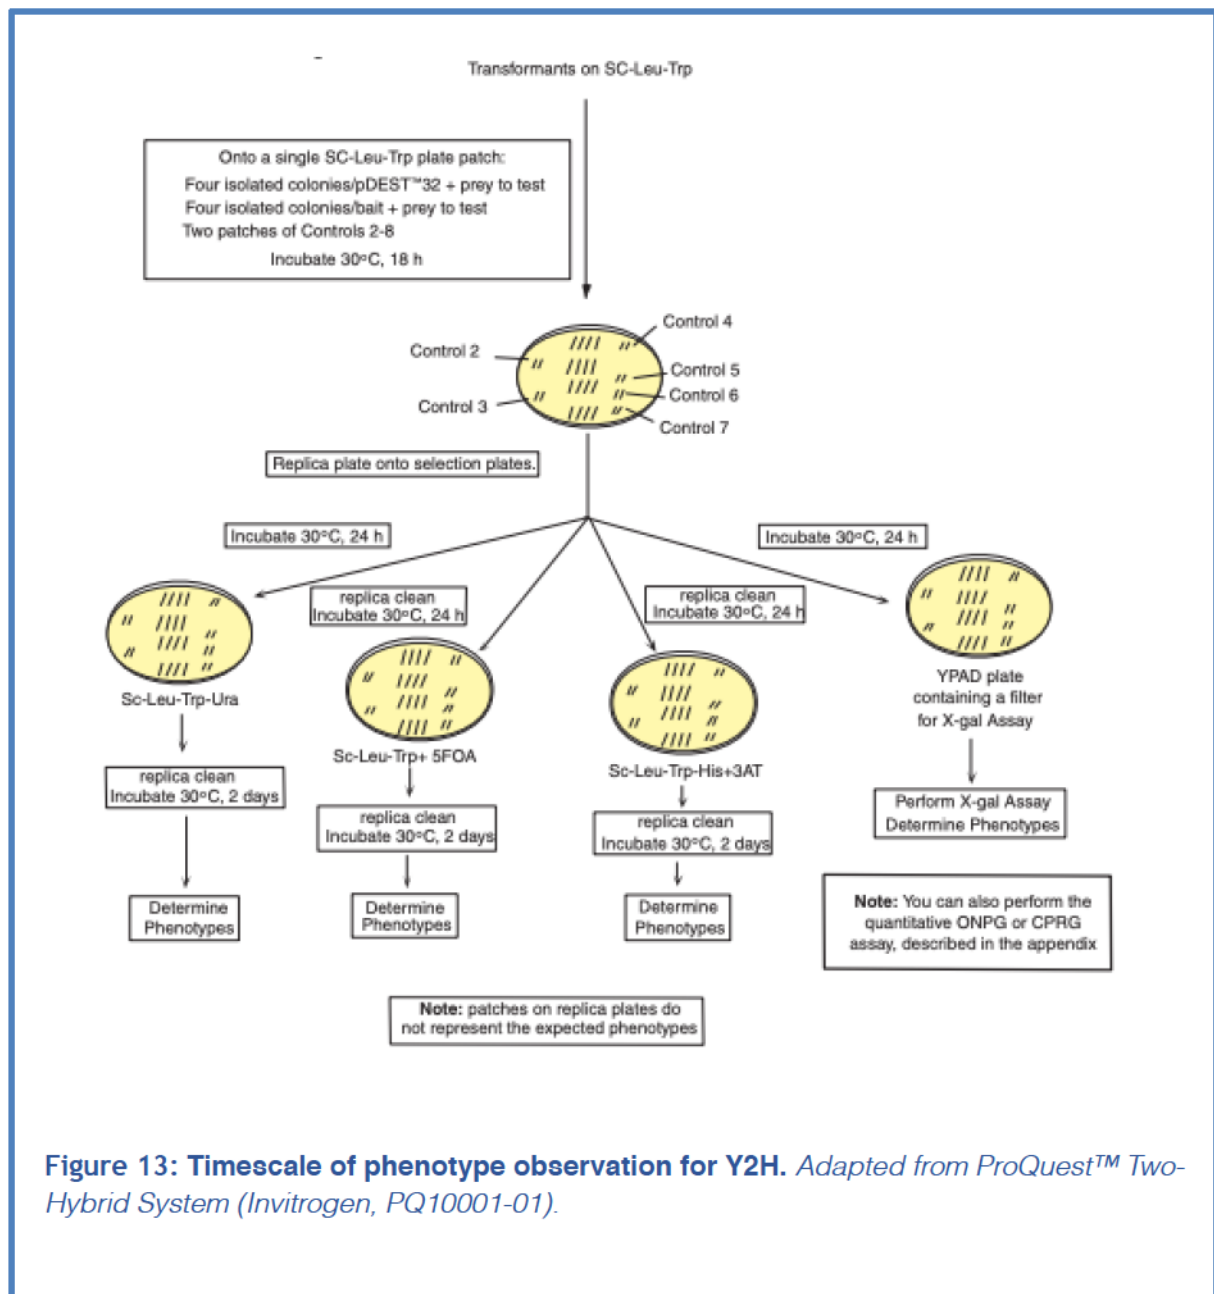 Transformants on SC-Leu-Trp
Onto a single SC-Leu-Trp plate patch:
Four isolated colonies/pDEST™32 + prey to test
Four isolated colonies/bait + prey to test
Two patches of Controls 2-8
Incubate 30ºC, 18 h
Control 4
Control 2
Control 5
Control 6
Control 3
Control 7
Replica plate onto selection plates.
Incubate 30ºC, 24 h
Incubate 30ºC, 24 h
replica clean
Incubate 30ºC, 24 h
replica clean
Incubate 30ºC, 24 h
Sc-Leu-Trp-Ura
Sc-Leu-Trp+ 5FOA
Sc-Leu-Trp-His+3AT
YPAD plate
containing a filter
for X-gal Assay
replica clean
Incubate 30ºC, 2 days
replica clean
Incubate 30ºC, 2 days
replica clean
Incubate 30ºC, 2 days
Perform X-gal Assay
Determine Phenotypes
Determine
Phenotypes
Determine
Phenotypes
Determine
Phenotypes
Note: You can also perform the
quantitative ONPG or CPRG
assay, described in the appendix
Note: patches on replica plates do
not represent the expected phenotypes
Figure 13: Timescale of phenotype observation for Y2H. Adapted from ProQuest™ Two-
Hybrid System (Invitrogen, PQ10001-01).